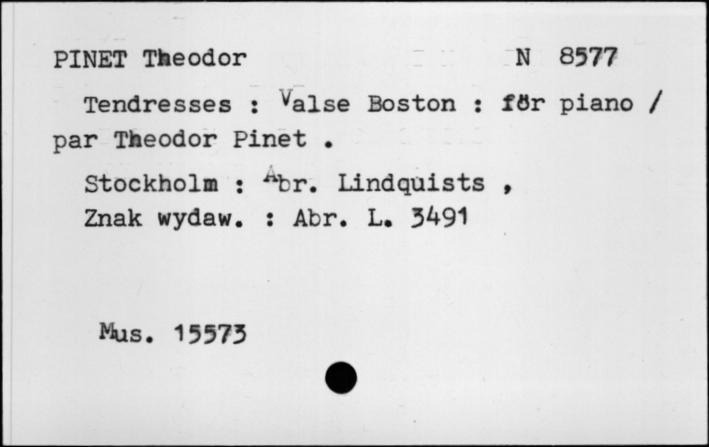 PINET Theodor N 8577
Tendresses : Valse Boston : för piano /
par Theodor Pinet .
Stockholm : Abr. Lindquists ,
Znak wydaw. : Abr. L. 3491
Mus. 15573